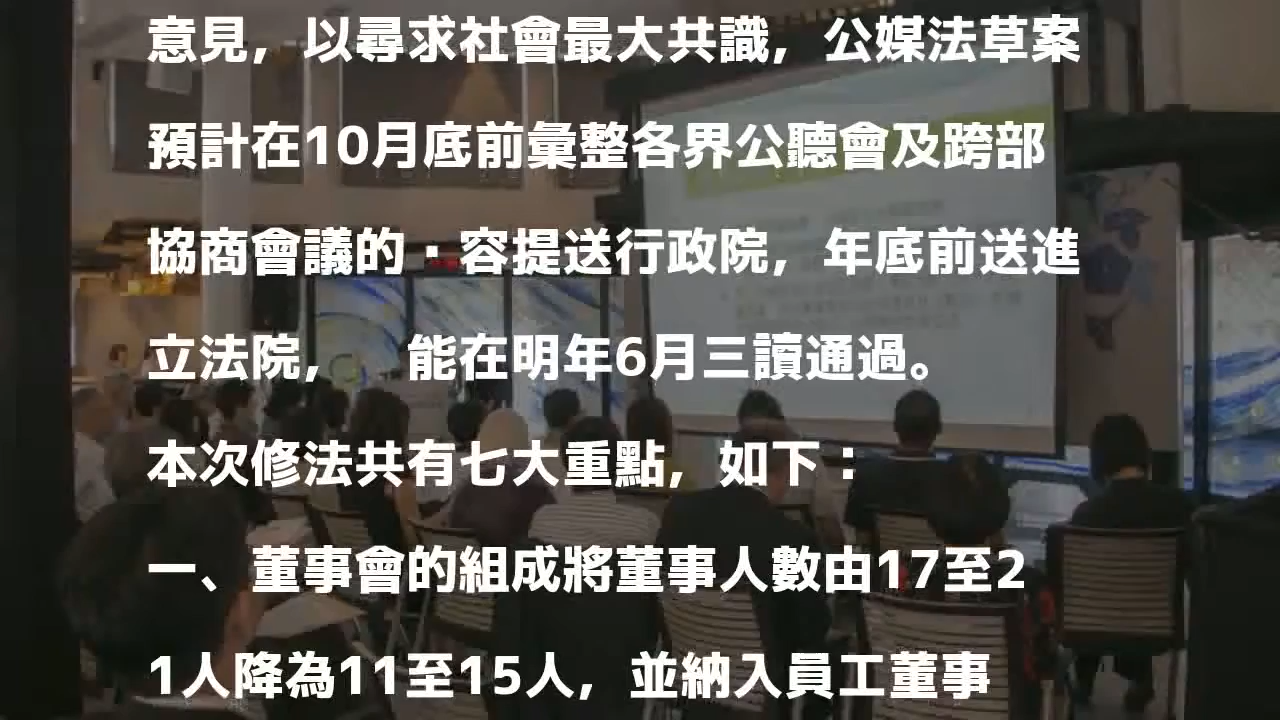 意見，以尋求社會最大共識，公媒法草案
預計在10月底前彙整各界公聽會及跨部
協商會議的▪容提送行政院，年底前送進
立法院，　能在明年6月三讀通過。
本次修法共有七大重點，如下：
一、董事會的組成將董事人數由17至2
1人降為11至15人，並納入員工董事